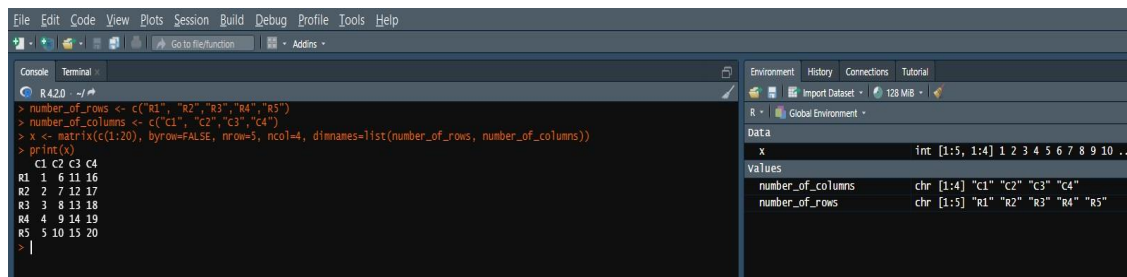 File Edit Code View Plots Session Build Debug Profile Tools Help
Go to file/function Addins
Console Terminal
R 4.2.0 · ~/
> number_of_rows <- c("R1", "R2","R3","R4","R5")
> number_of_columns <- c("C1", "C2","C3","C4")
> x <- matrix(c(1:20), byrow=FALSE, nrow=5, ncol=4, dimnames=list(number_of_rows, number_of_columns))
> print(x)
   C1 C2 C3 C4
R1  1  6 11 16
R2  2  7 12 17
R3  3  8 13 18
R4  4  9 14 19
R5  5 10 15 20
>
Environment History Connections Tutorial
Import Dataset 128 MiB
R Global Environment
Data
x int [1:5, 1:4] 1 2 3 4 5 6 7 8 9 10 ..
Values
number_of_columns chr [1:4] "C1" "C2" "C3" "C4"
number_of_rows chr [1:5] "R1" "R2" "R3" "R4" "R5"